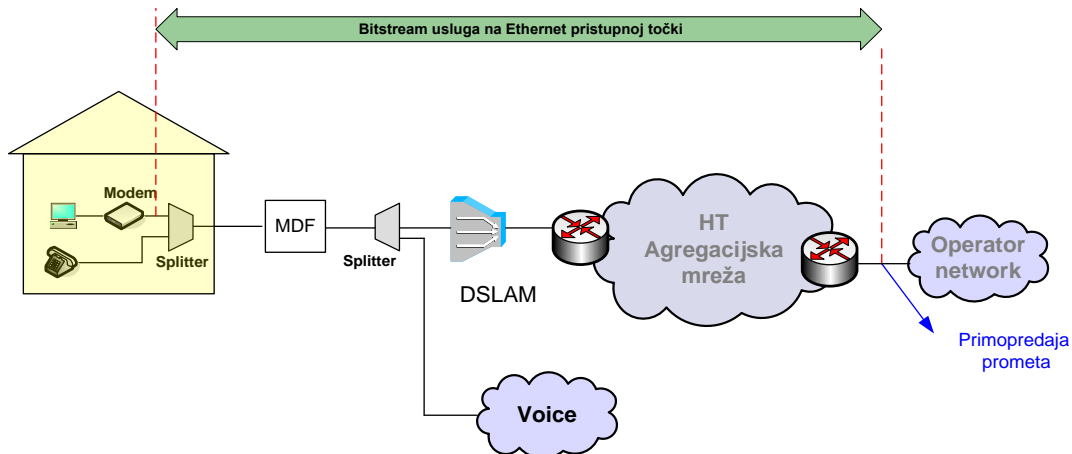 Bitstream usluga na Ethernet pristupnoj točki
Modem
Splitter
MDF
Splitter
DSLAM
HT
Agregacijska
mreža
Operator
network
Primopredaja
prometa
Voice